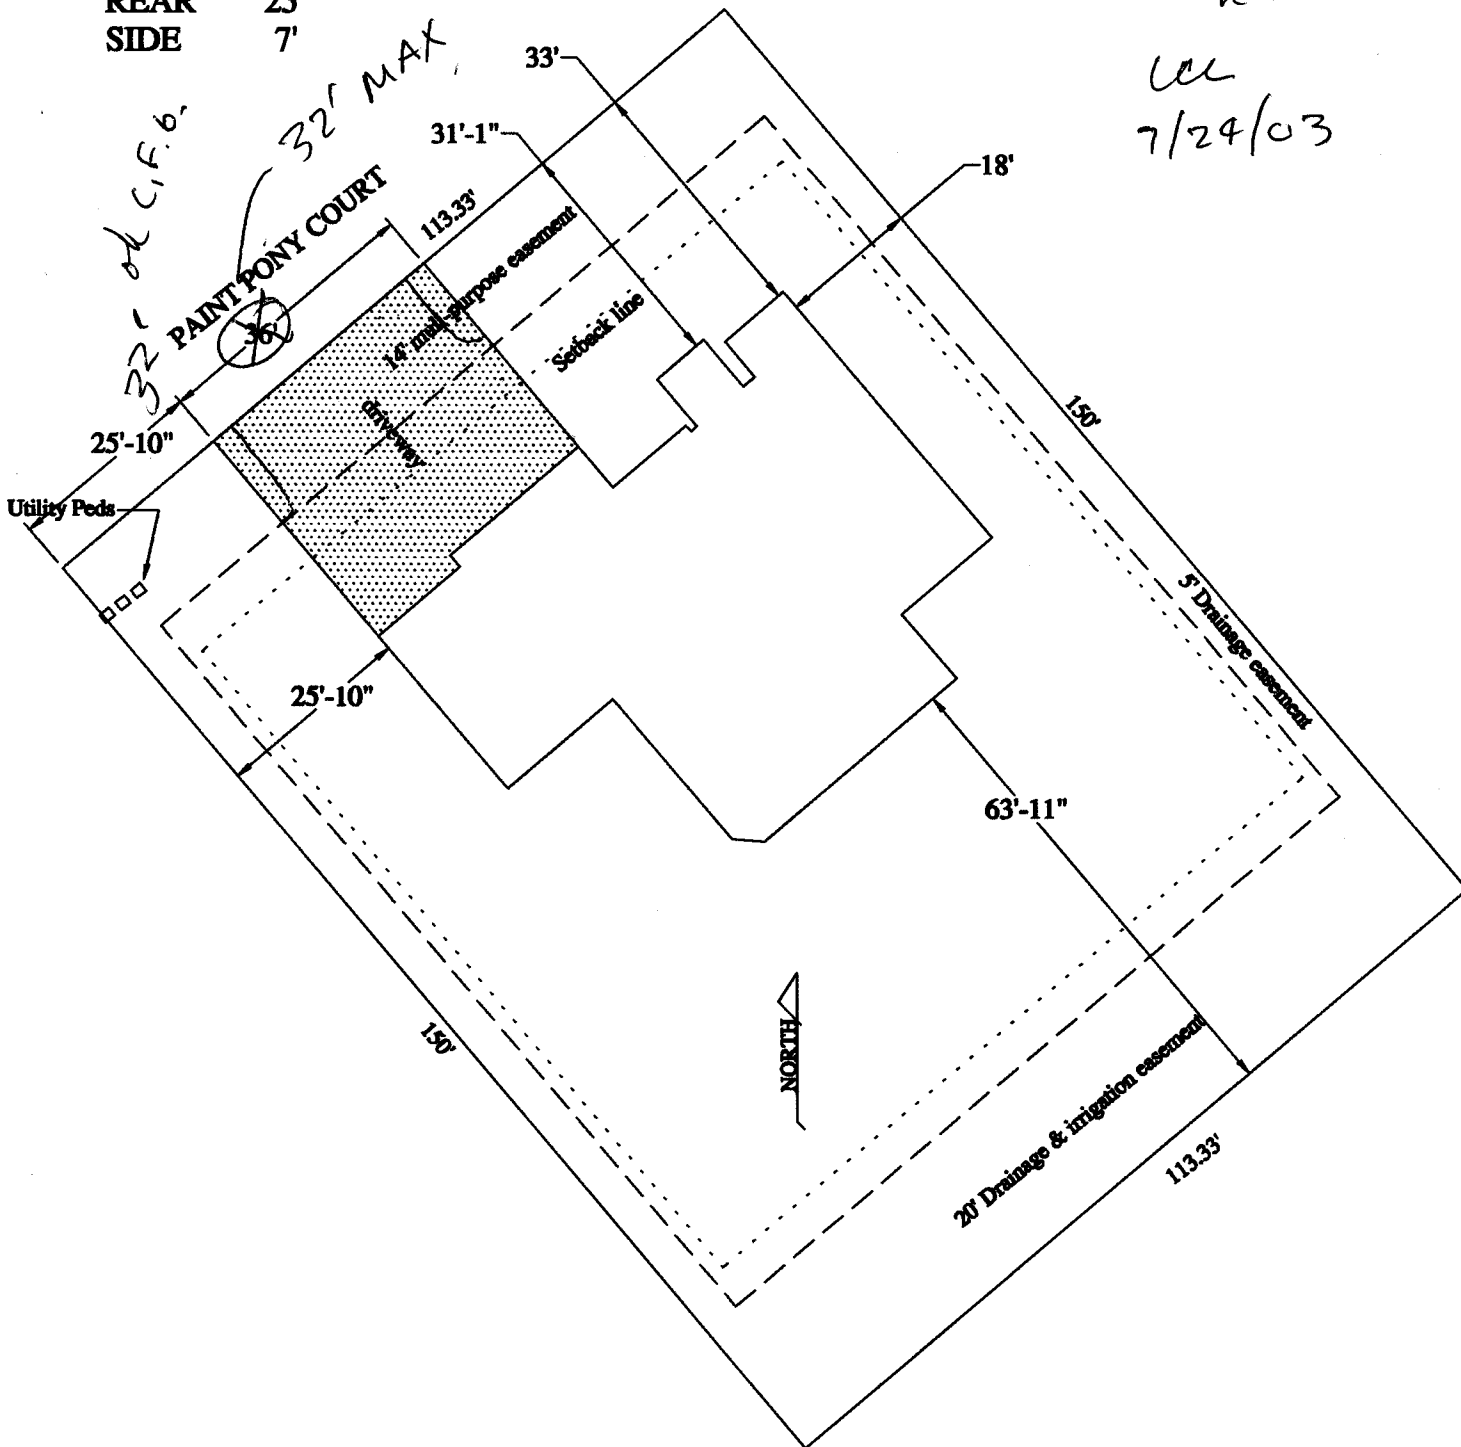 REAR 25'
SIDE 7'
7/24/03
32' MAX
32' ok C.F.B.
PAINT PONY COURT
36'
113.33'
33'
31'-1"
18'
14' multi-purpose easement
Setback line
driveway
25'-10"
Utility Peds
25'-10"
150'
5' Drainage easement
63'-11"
NORTH
150'
20' Drainage & irrigation easement
113.33'